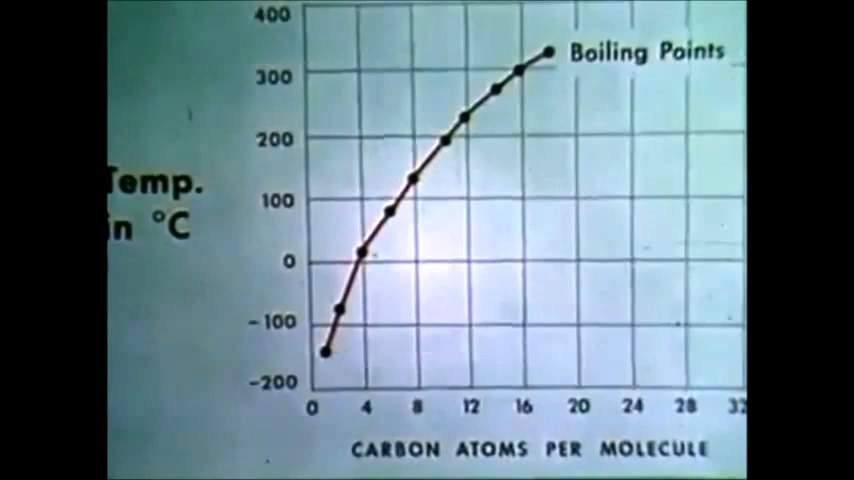 400
Boiling Points
300
200
Temp.
in °C
100
0
-100
-200
0 4 8 12 16 20 24 28 32
CARBON ATOMS PER MOLECULE